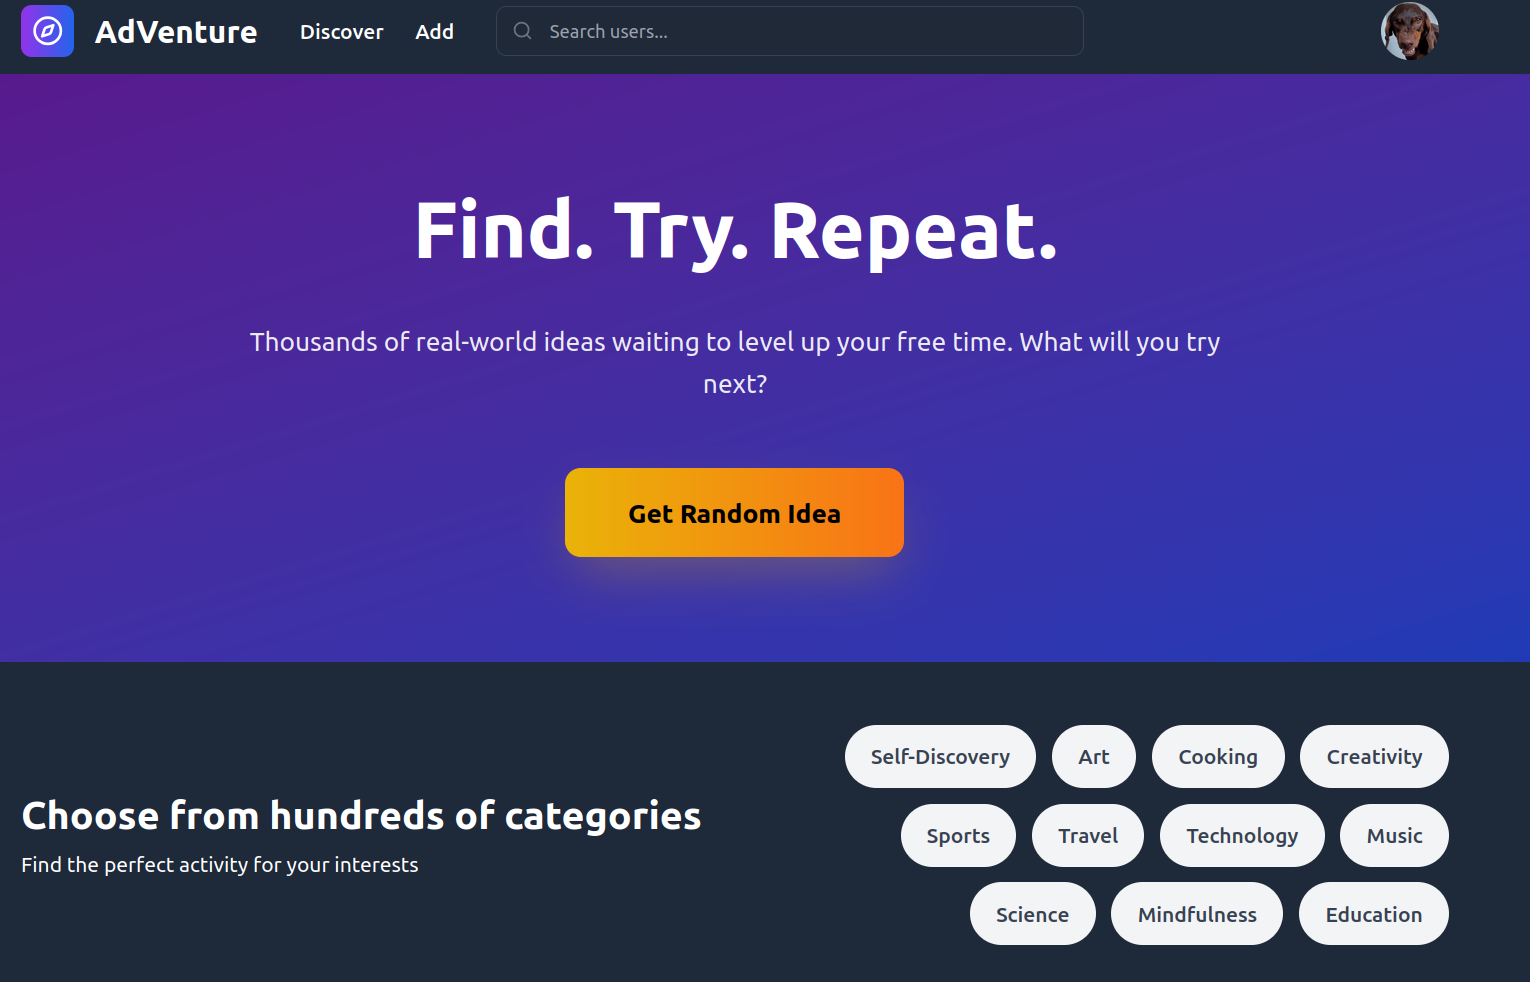 AdVenture Discover Add Search users...
Find. Try. Repeat.
Thousands of real-world ideas waiting to level up your free time. What will you try
next?
Get Random Idea
Choose from hundreds of categories
Find the perfect activity for your interests
Self-Discovery Art Cooking Creativity
Sports Travel Technology Music
Science Mindfulness Education